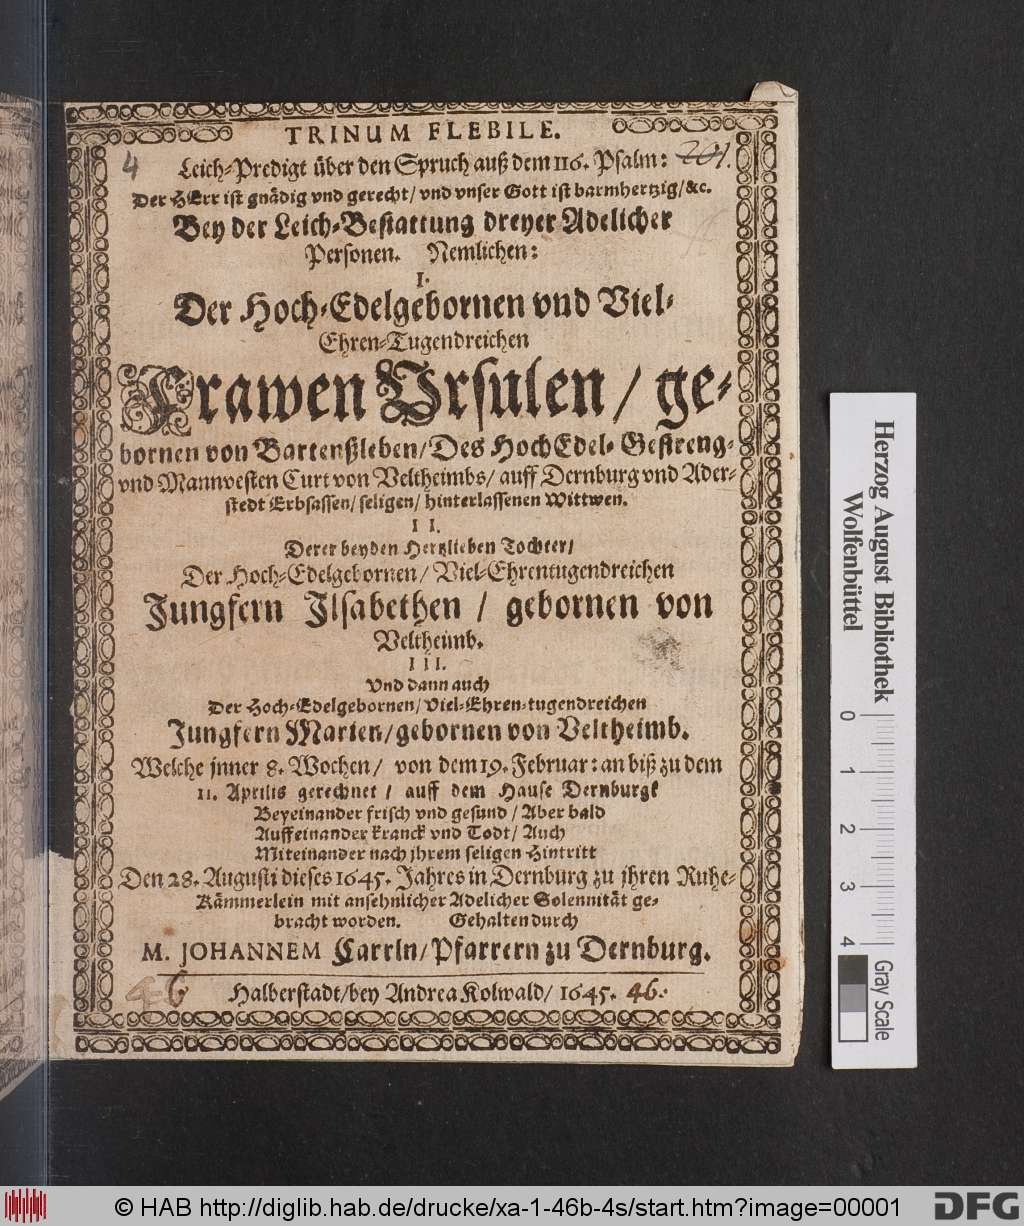 TRINUM FLEBILE.
4 Leich-Predigt über den Spruch auß dem 116. Psalm: 201.
Der HErr ist gnädig vnd gerecht/ vnd vnser Gott ist barmhertzig/ &c.
Bey der Leich-Bestattung dreyer Adelicher
Personen. Nemlichen:
I.
Der Hoch-Edelgebornen vnd Viel-
Ehren-Tugendreichen
Frawen Vrsulen / ge-
bornen von Bartenßleben/ Des HochEdel- Gestreng-
vnd Mannvesten Curt von Veltheimbs/ auff Dernburg vnd Ader-
stedt Erbsassen/ seligen/ hinterlassenen Wittwen.
II.
Derer beyden Hertzlieben Tochter/
Der Hoch-Edelgebornen/ Viel-Ehrentugendreichen
Jungfern Ilsabethen / gebornen von
Veltheimb.
III.
Vnd dann auch
Der Hoch-Edelgebornen/ Viel-Ehren-tugendreichen
Jungfern Marien/ gebornen von Veltheimb.
Welche jnner 8. Wochen/ von dem 19. Februar: an biß zu dem
11. Aprilis gerechnet / auff dem Hause Dernburgk
Beyeinander frisch vnd gesund / Aber bald
Auffeinander kranck vnd Todt/ Auch
Miteinander nach jhrem seligen Hintritt
Den 28. Augusti dieses 1645. Jahres in Dernburg zu jhren Ruhe-
Kämmerlein mit ansehnlicher Adelicher Solennität ge-
bracht worden. Gehalten durch
M. JOHANNEM Carrln/ Pfarrern zu Dernburg.
46
Halberstadt/ bey Andrea Kolwald/ 1645. 46.
Herzog August Bibliothek
Wolfenbüttel
0 1 2 3 4
Gray Scale
© HAB http://diglib.hab.de/drucke/xa-1-46b-4s/start.htm?image=00001
DFG